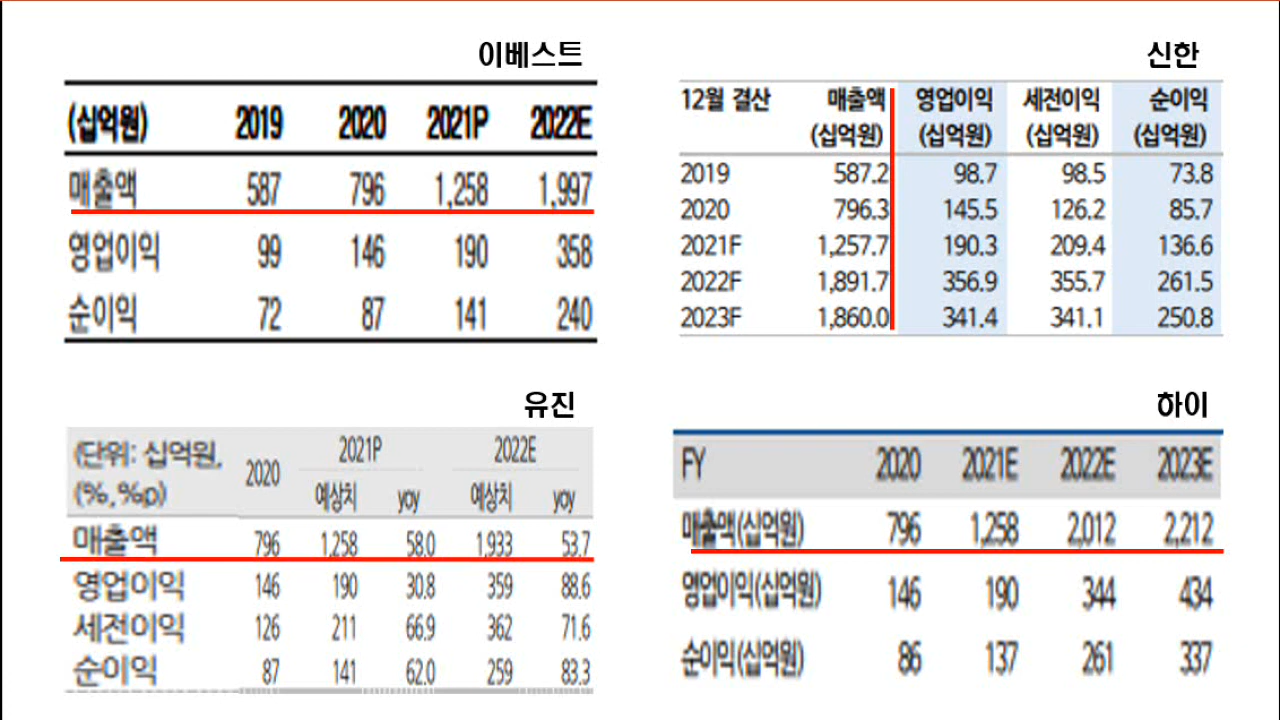 이베스트
(십억원) 2019 2020 2021P 2022E
매출액 587 796 1,258 1,997
영업이익 99 146 190 358
순이익 72 87 141 240
신한
12월 결산 매출액 영업이익 세전이익 순이익
(십억원) (십억원) (십억원) (십억원)
2019 587.2 98.7 98.5 73.8
2020 796.3 145.5 126.2 85.7
2021F 1,257.7 190.3 209.4 136.6
2022F 1,891.7 356.9 355.7 261.5
2023F 1,860.0 341.4 341.1 250.8
유진
(단위: 십억원, 2020 2021P 2022E
(%,%p) 예상치 yoy 예상치 yoy
매출액 796 1,258 58.0 1,933 53.7
영업이익 146 190 30.8 359 88.6
세전이익 126 211 66.9 362 71.6
순이익 87 141 62.0 259 83.3
하이
FY 2020 2021E 2022E 2023E
매출액(십억원) 796 1,258 2,012 2,212
영업이익(십억원) 146 190 344 434
순이익(십억원) 86 137 261 337